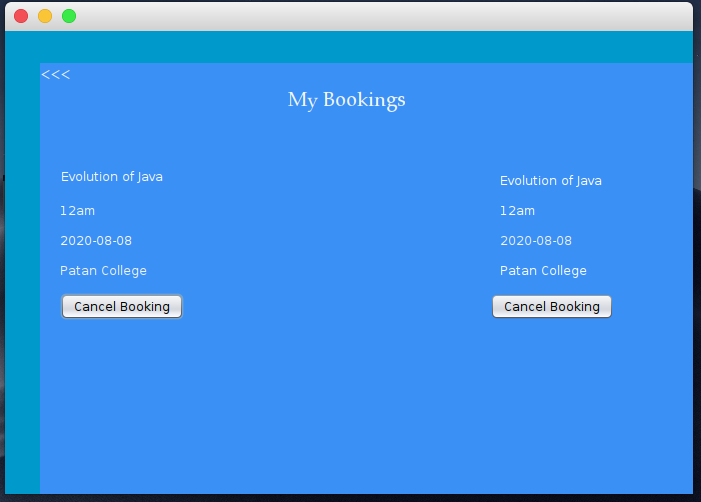 <<<
My Bookings
Evolution of Java
12am
2020-08-08
Patan College
Cancel Booking
Evolution of Java
12am
2020-08-08
Patan College
Cancel Booking